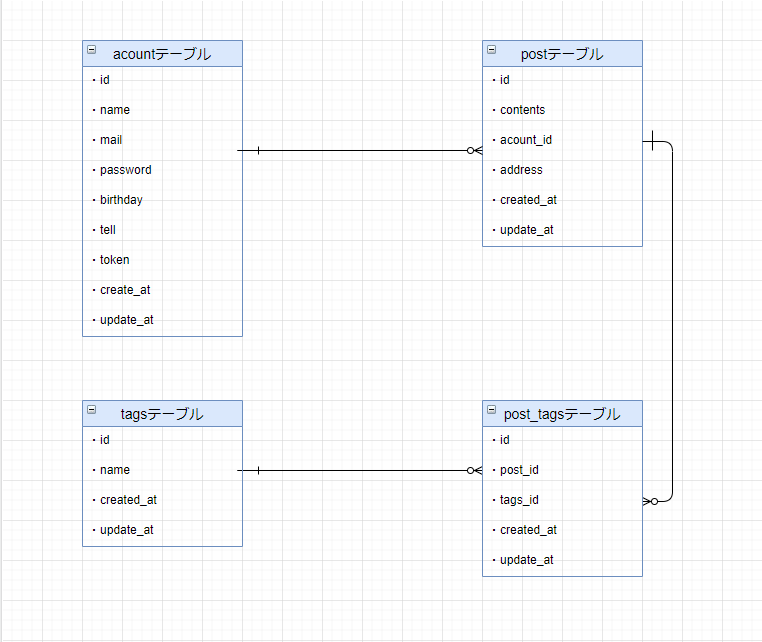 acountテーブル
・id
・name
・mail
・password
・birthday
・tell
・token
・create_at
・update_at
postテーブル
・id
・contents
・acount_id
・address
・created_at
・update_at
tagsテーブル
・id
・name
・created_at
・update_at
post_tagsテーブル
・id
・post_id
・tags_id
・created_at
・update_at